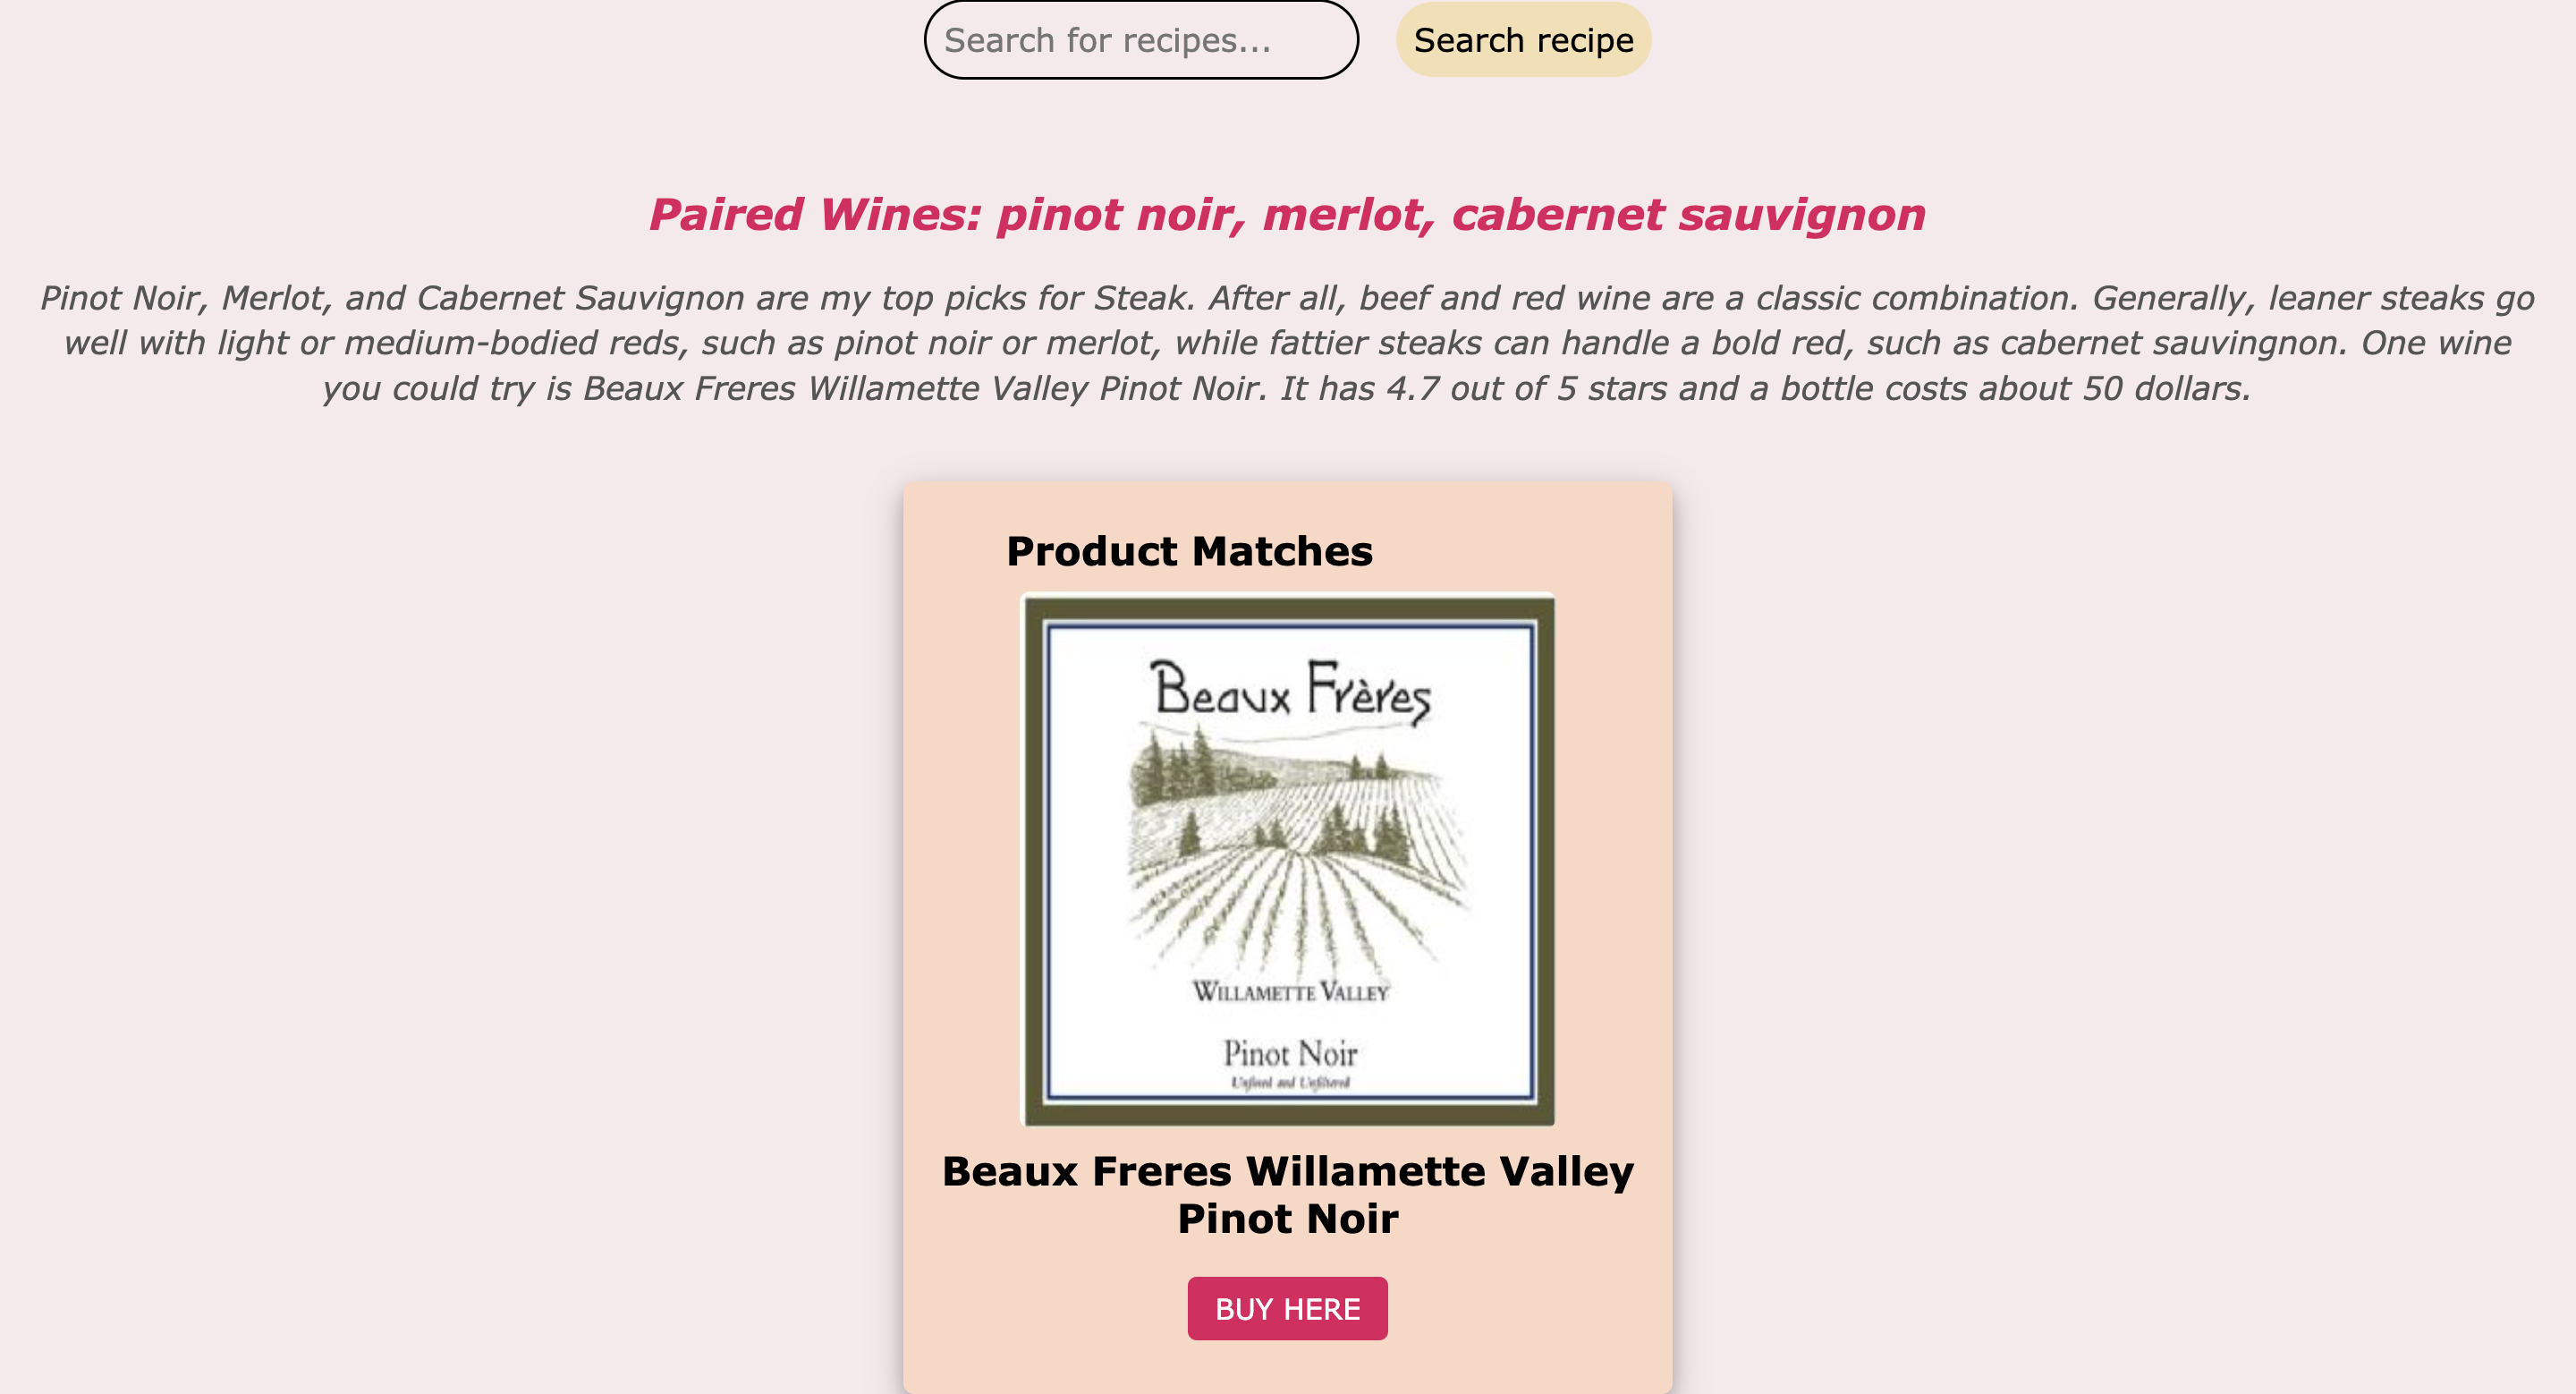 Search for recipes...
Search recipe
Paired Wines: pinot noir, merlot, cabernet sauvignon
Pinot Noir, Merlot, and Cabernet Sauvignon are my top picks for Steak. After all, beef and red wine are a classic combination. Generally, leaner steaks go
well with light or medium-bodied reds, such as pinot noir or merlot, while fattier steaks can handle a bold red, such as cabernet sauvingnon. One wine
you could try is Beaux Freres Willamette Valley Pinot Noir. It has 4.7 out of 5 stars and a bottle costs about 50 dollars.
Product Matches
Beaux Frères
Willamette Valley
Pinot Noir
Unfined and Unfiltered
Beaux Freres Willamette Valley
Pinot Noir
BUY HERE